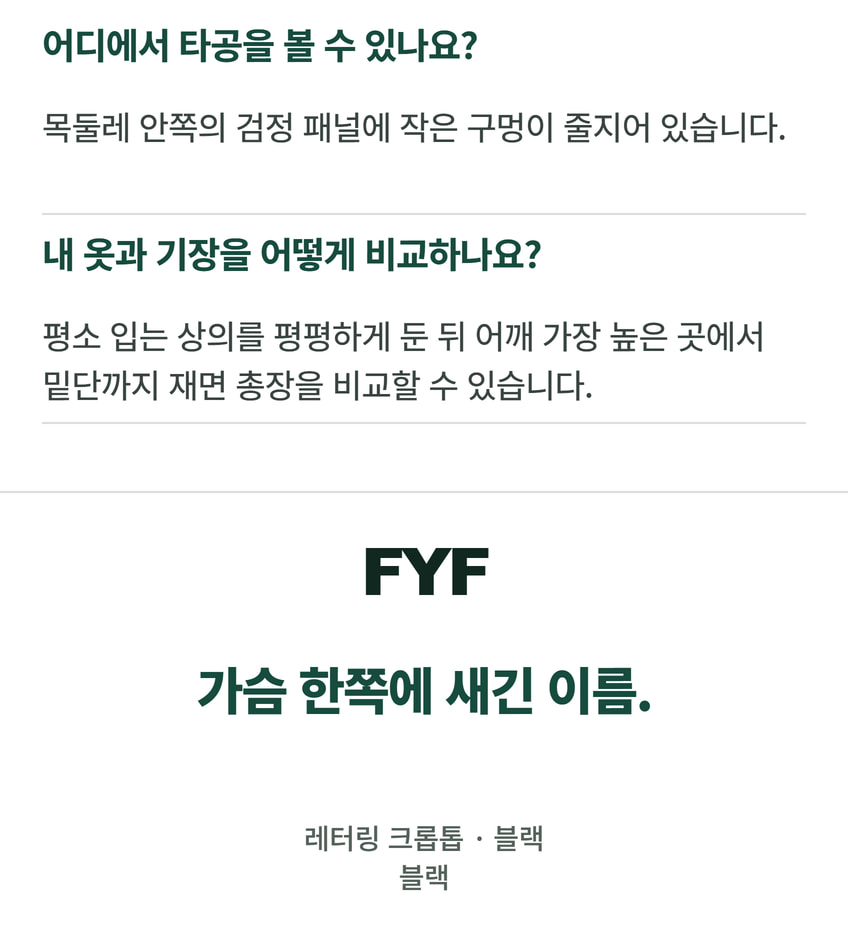 어디에서 타공을 볼 수 있나요?
목둘레 안쪽의 검정 패널에 작은 구멍이 줄지어 있습니다.
내 옷과 기장을 어떻게 비교하나요?
평소 입는 상의를 평평하게 둔 뒤 어깨 가장 높은 곳에서
밑단까지 재면 총장을 비교할 수 있습니다.
FYF
가슴 한쪽에 새긴 이름.
레터링 크롭톱 · 블랙
블랙